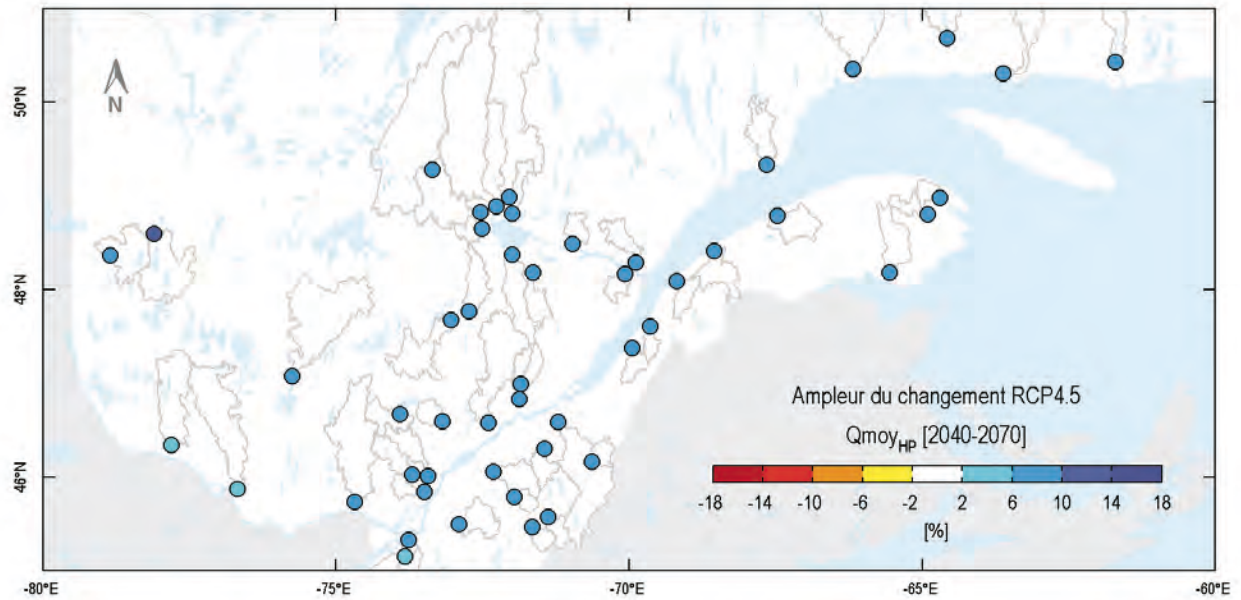 50°N
48°N
46°N
N
Ampleur du changement RCP4.5
QmoyHP [2040-2070]
-18 -14 -10 -6 -2 2 6 10 14 18
[%]
-80°E -75°E -70°E -65°E -60°E